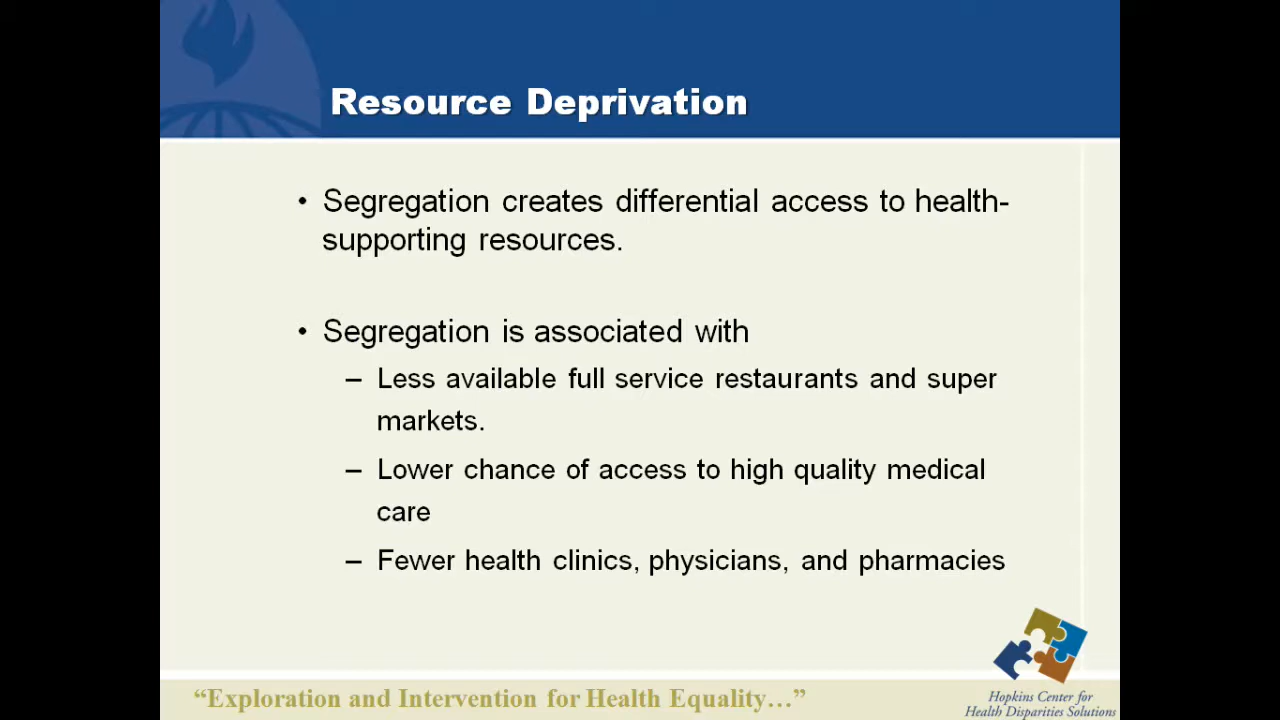 Resource Deprivation
• Segregation creates differential access to health-
supporting resources.
• Segregation is associated with
– Less available full service restaurants and super
markets.
– Lower chance of access to high quality medical
care
– Fewer health clinics, physicians, and pharmacies
“Exploration and Intervention for Health Equality…”
Hopkins Center for
Health Disparities Solutions